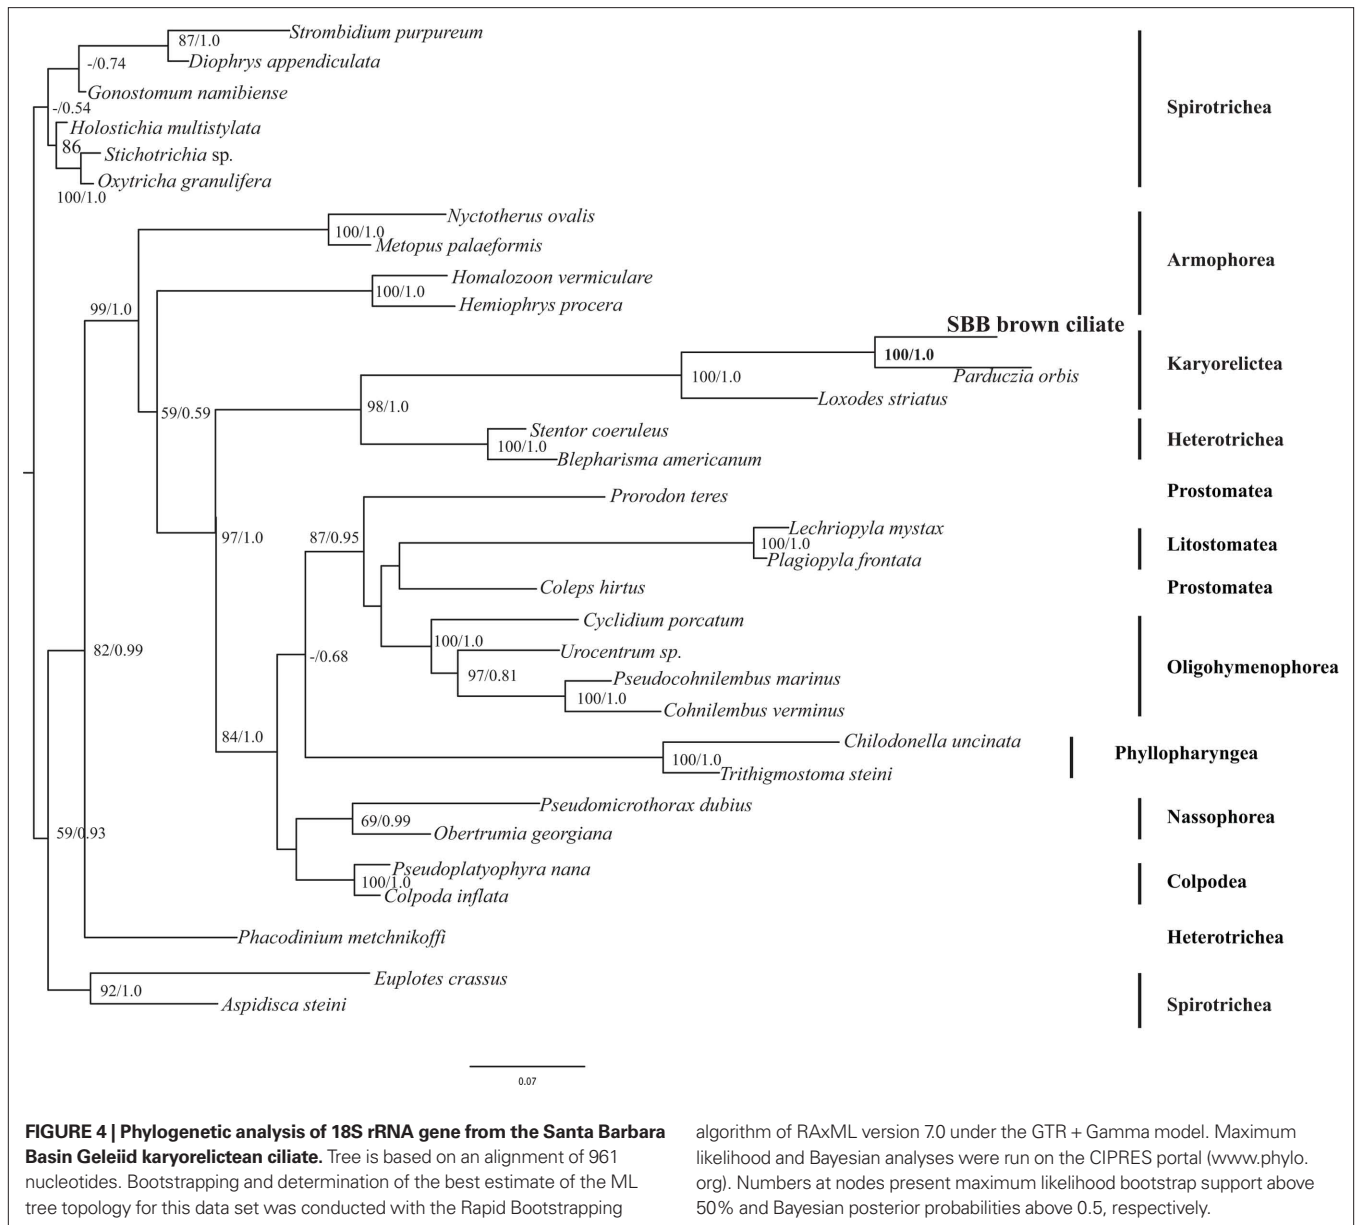 Strombidium purpureum
87/1.0
Diophrys appendiculata
-/0.74
Gonostomum namibiense
-/0.54
Spirotrichea
Holostichia multistylata
86
Stichotrichia sp.
Oxytricha granulifera
100/1.0
Nyctotherus ovalis
100/1.0
Metopus palaeformis
Armophorea
Homalozoon vermiculare
100/1.0
Hemiophrys procera
99/1.0
SBB brown ciliate
100/1.0
Karyorelictea
Parduczia orbis
100/1.0
Loxodes striatus
98/1.0
59/0.59
Stentor coeruleus
Heterotrichea
100/1.0
Blepharisma americanum
Prorodon teres
Prostomatea
Lechriopyla mystax
97/1.0
87/0.95
100/1.0
Litostomatea
Plagiopyla frontata
Coleps hirtus
Prostomatea
Cyclidium porcatum
100/1.0
Urocentrum sp.
82/0.99
-/0.68
97/0.81
Oligohymenophorea
Pseudocohnilembus marinus
100/1.0
Cohnilembus verminus
84/1.0
Chilodonella uncinata
100/1.0
Phyllopharyngea
Trithigmostoma steini
Pseudomicrothorax dubius
69/0.99
Nassophorea
59/0.93
Obertrumia georgiana
Pseudoplatyophyra nana
100/1.0
Colpodea
Colpoda inflata
Phacodinium metchnikoffi
Heterotrichea
Euplotes crassus
92/1.0
Aspidisca steini
Spirotrichea
0.07
FIGURE 4 | Phylogenetic analysis of 18S rRNA gene from the Santa Barbara
Basin Geleiid karyorelictean ciliate. Tree is based on an alignment of 961
nucleotides. Bootstrapping and determination of the best estimate of the ML
tree topology for this data set was conducted with the Rapid Bootstrapping
algorithm of RAxML version 7.0 under the GTR + Gamma model. Maximum
likelihood and Bayesian analyses were run on the CIPRES portal (www.phylo.
org). Numbers at nodes present maximum likelihood bootstrap support above
50% and Bayesian posterior probabilities above 0.5, respectively.